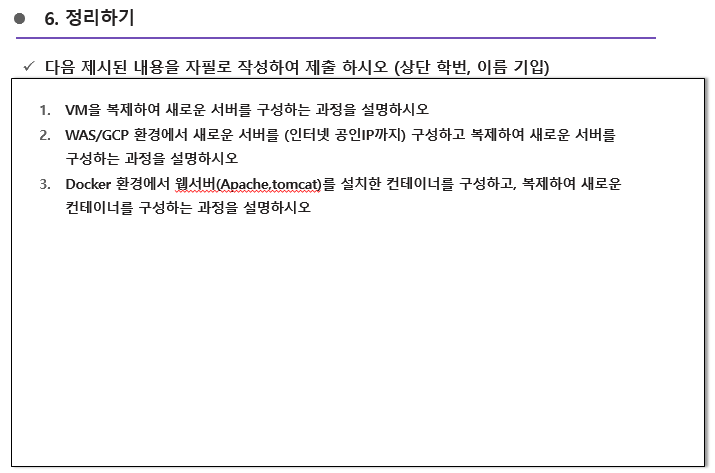 ● 6. 정리하기
✓ 다음 제시된 내용을 자필로 작성하여 제출 하시오 (상단 학번, 이름 기입)
1. VM을 복제하여 새로운 서버를 구성하는 과정을 설명하시오
2. WAS/GCP 환경에서 새로운 서버를 (인터넷 공인IP까지) 구성하고 복제하여 새로운 서버를
구성하는 과정을 설명하시오
3. Docker 환경에서 웹서버(Apache,tomcat)를 설치한 컨테이너를 구성하고, 복제하여 새로운
컨테이너를 구성하는 과정을 설명하시오